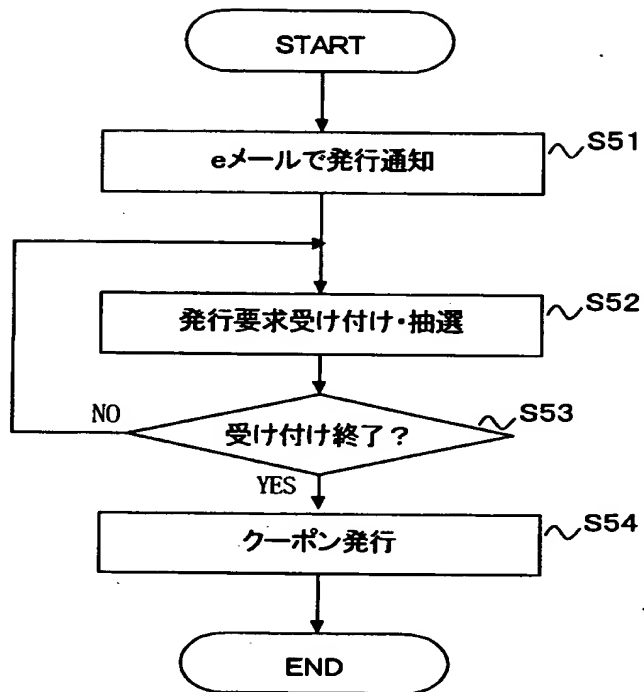 START
eメールで発行通知
S51
発行要求受け付け・抽選
S52
受け付け終了？
S53
NO
YES
クーポン発行
S54
END